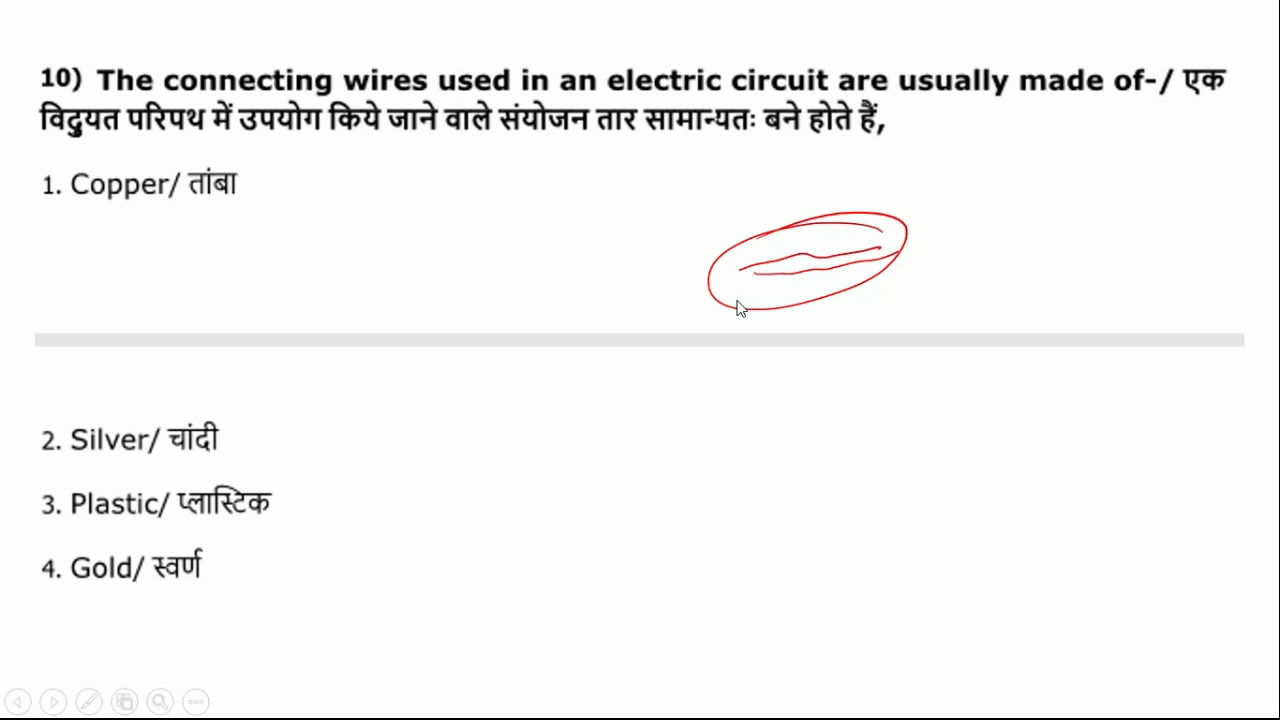 10) The connecting wires used in an electric circuit are usually made of-/ एक
विद्युयत परिपथ में उपयोग किये जाने वाले संयोजन तार सामान्यतः बने होते हैं,
1. Copper/ तांबा
2. Silver/ चांदी
3. Plastic/ प्लास्टिक
4. Gold/ स्वर्ण